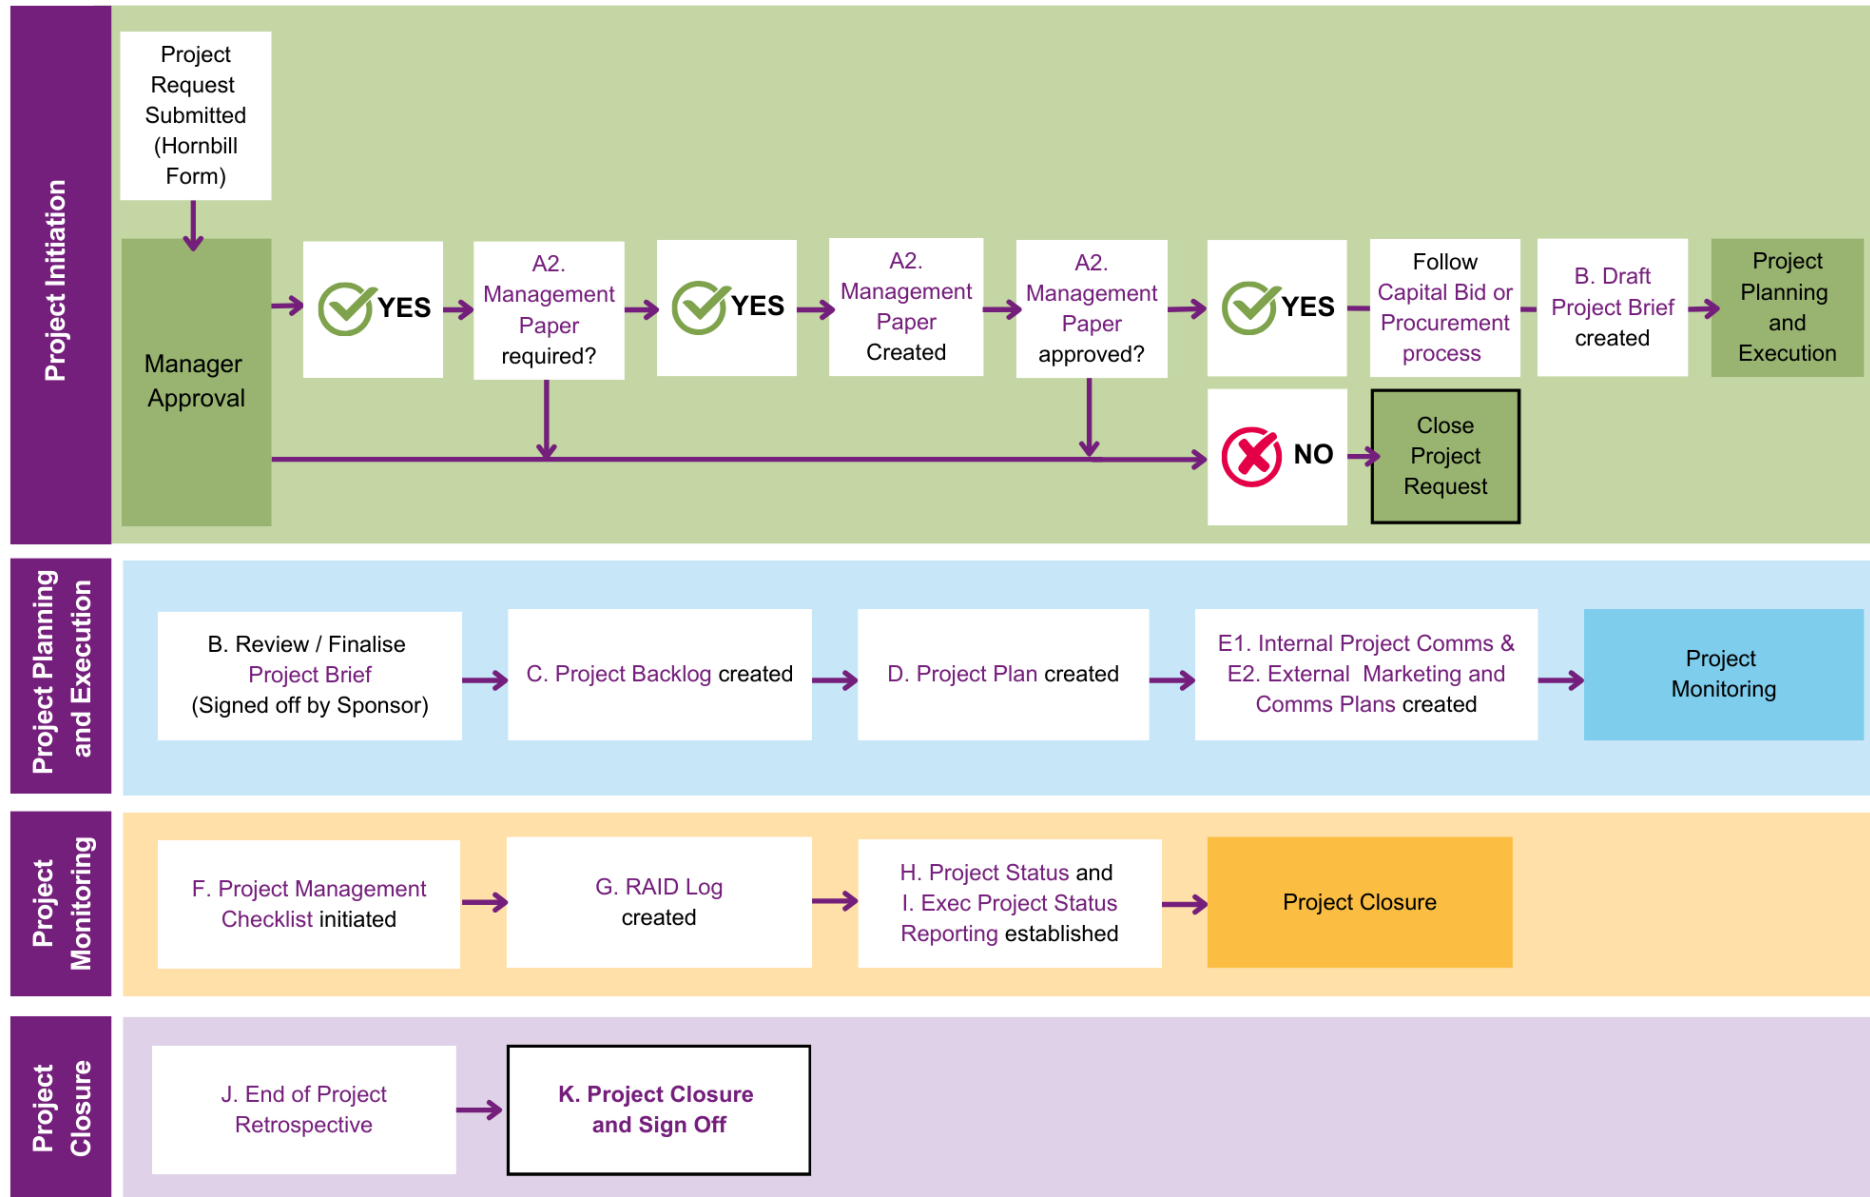 Project Initiation
Project
Request
Submitted
(Hornbill
Form)
Manager
Approval
YES
A2.
Management
Paper
required?
YES
A2.
Management
Paper
Created
A2.
Management
Paper
approved?
YES
Follow
Capital Bid or
Procurement
process
B. Draft
Project Brief
created
Project
Planning
and
Execution
NO
Close
Project
Request
Project Planning
and Execution
B. Review / Finalise
Project Brief
(Signed off by Sponsor)
C. Project Backlog created
D. Project Plan created
E1. Internal Project Comms &
E2. External Marketing and
Comms Plans created
Project
Monitoring
Project
Monitoring
F. Project Management
Checklist initiated
G. RAID Log
created
H. Project Status and
I. Exec Project Status
Reporting established
Project Closure
Project
Closure
J. End of Project
Retrospective
K. Project Closure
and Sign Off